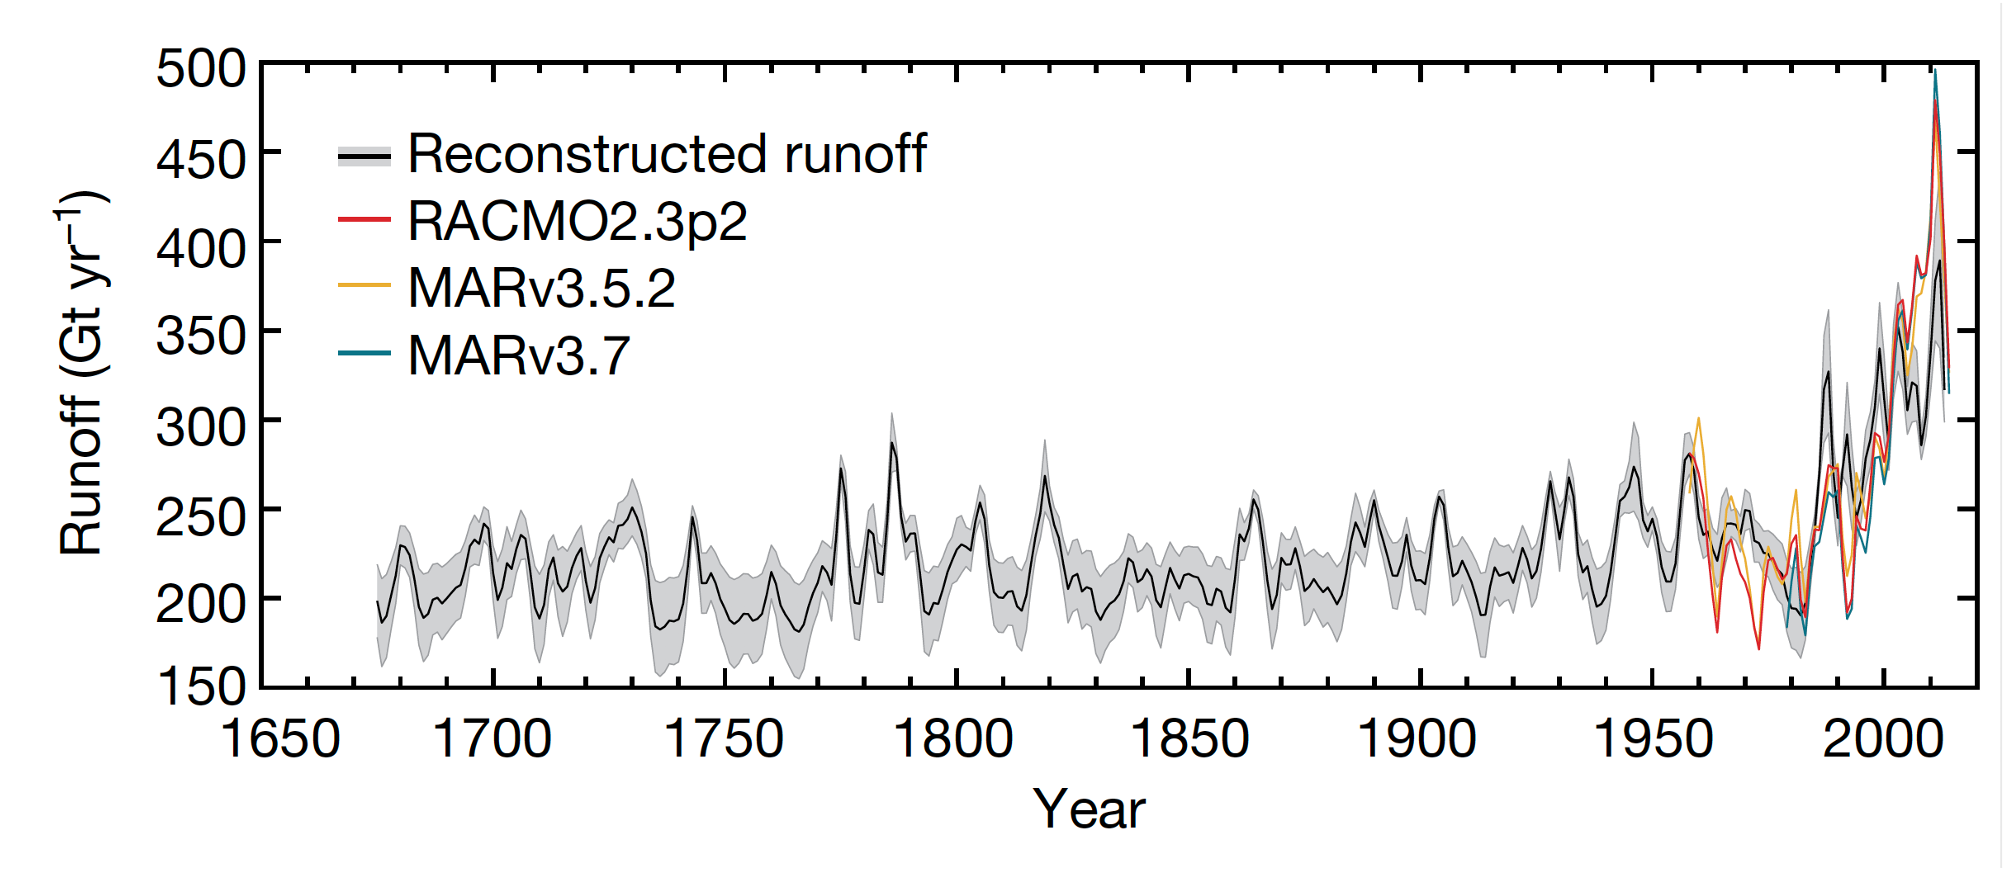 500
450
400
350
300
250
200
150
Runoff (Gt yr⁻¹)
Reconstructed runoff
RACMO2.3p2
MARv3.5.2
MARv3.7
1650 1700 1750 1800 1850 1900 1950 2000
Year